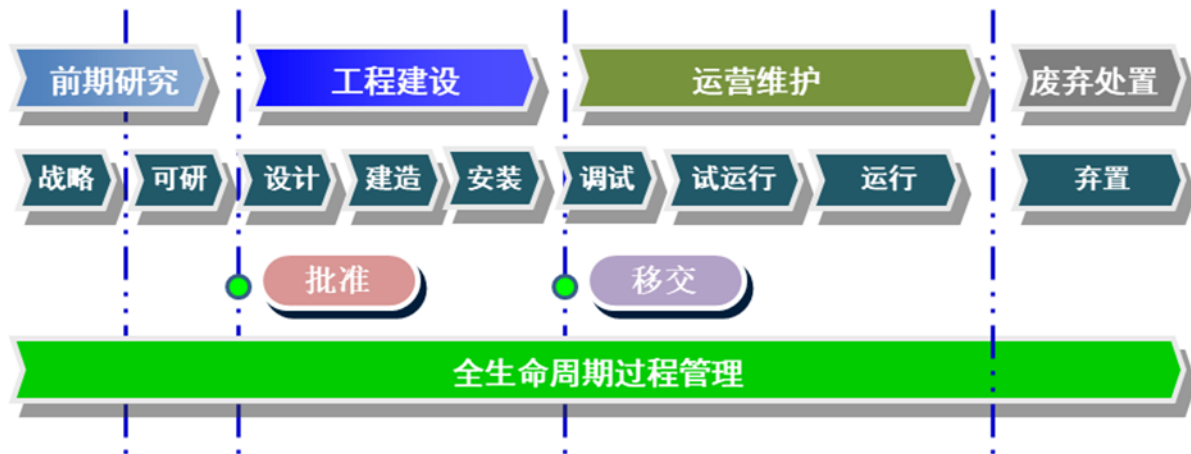 前期研究 工程建设 运营维护 废弃处置
战略 可研 设计 建造 安装 调试 试运行 运行 弃置
批准 移交
全生命周期过程管理